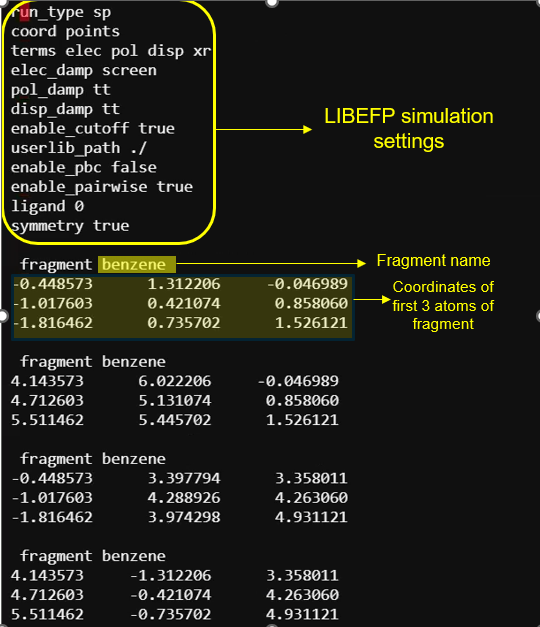 run_type sp
coord points
terms elec pol disp xr
elec_damp screen
pol_damp tt
disp_damp tt
enable_cutoff true
userlib_path ./
enable_pbc false
enable_pairwise true
ligand 0
symmetry true
LIBEFP simulation
settings
fragment benzene
Fragment name
-0.448573 1.312206 -0.046989
-1.017603 0.421074 0.858060
-1.816462 0.735702 1.526121
Coordinates of
first 3 atoms of
fragment
fragment benzene
4.143573 6.022206 -0.046989
4.712603 5.131074 0.858060
5.511462 5.445702 1.526121
fragment benzene
-0.448573 3.397794 3.358011
-1.017603 4.288926 4.263060
-1.816462 3.974298 4.931121
fragment benzene
4.143573 -1.312206 3.358011
4.712603 -0.421074 4.263060
5.511462 -0.735702 4.931121